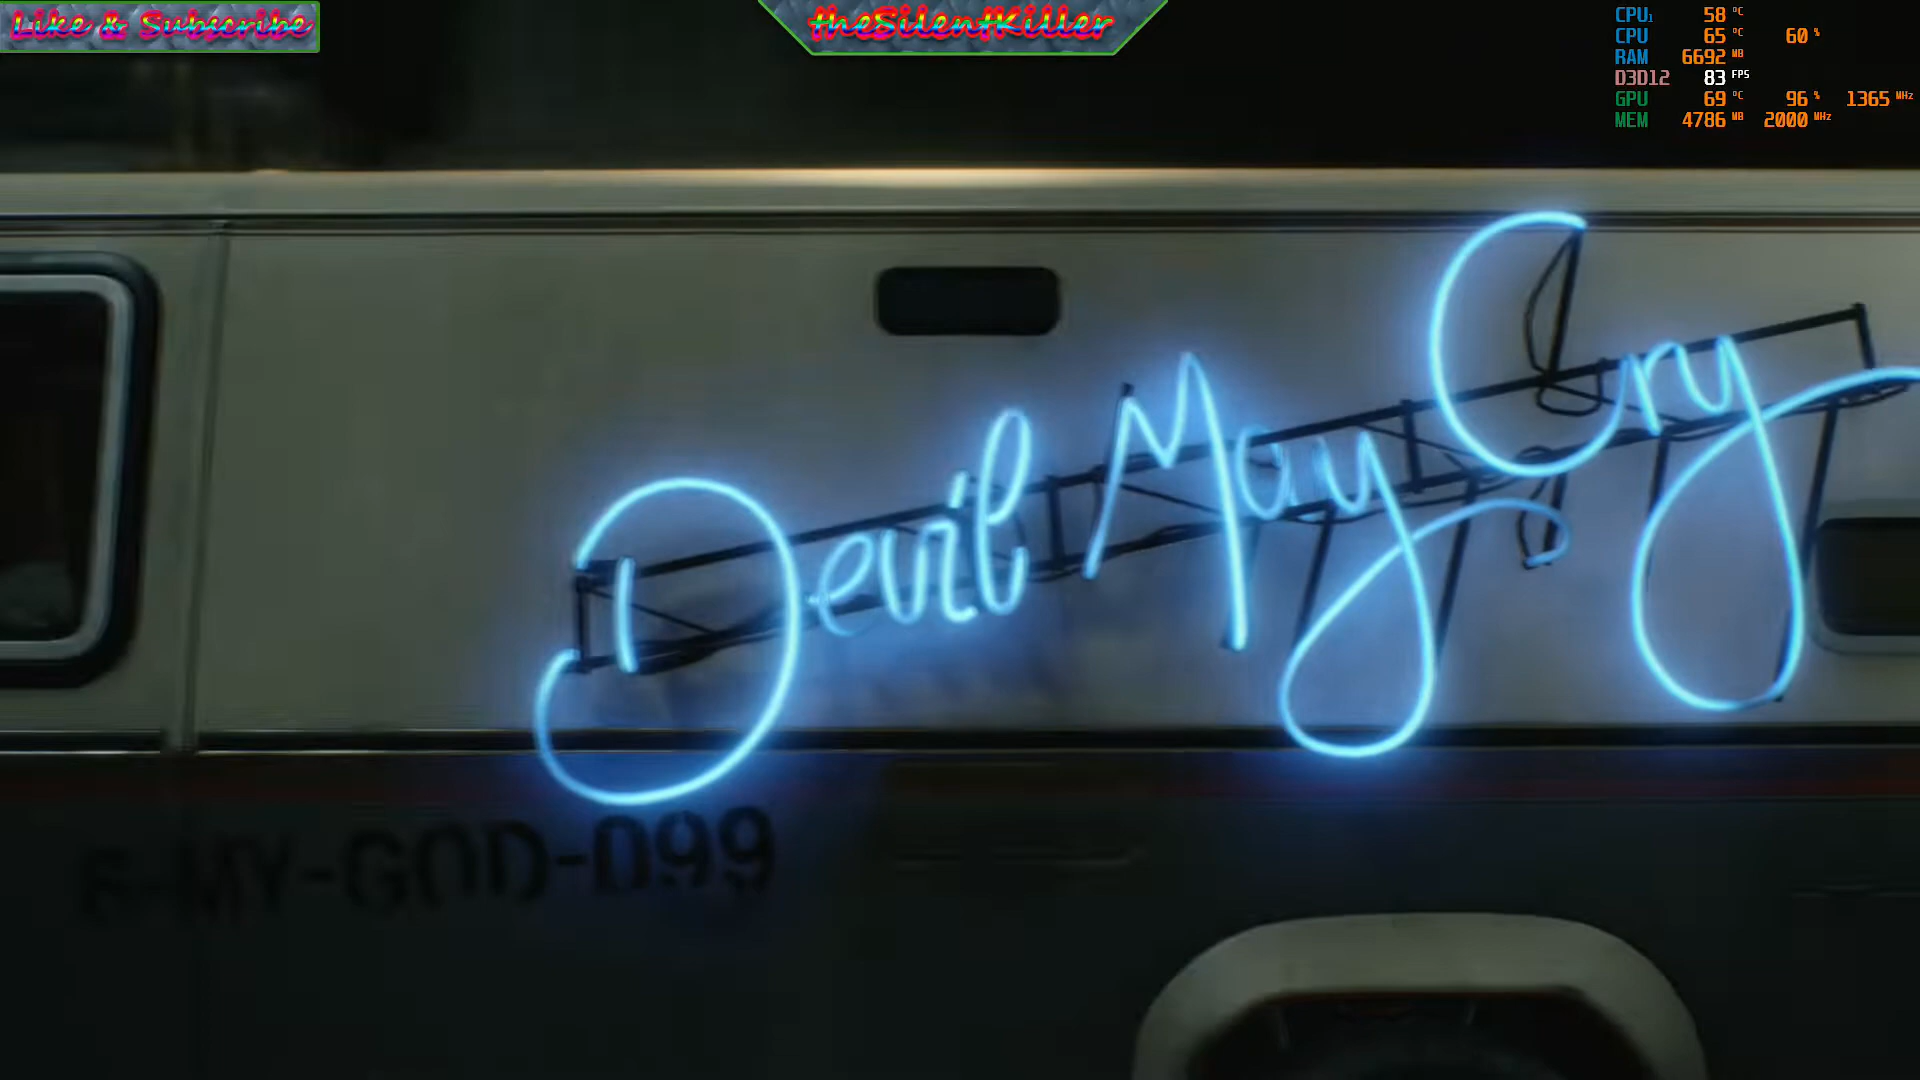 Like & Subscribe
theSilentKiller
CPU1 58 °C
CPU 65 °C 60 %
RAM 6692 MB
D3D12 83 FPS
GPU 69 °C 96 % 1365 MHz
MEM 4786 MB 2000 MHz
Devil May Cry
-MY-GOD-099